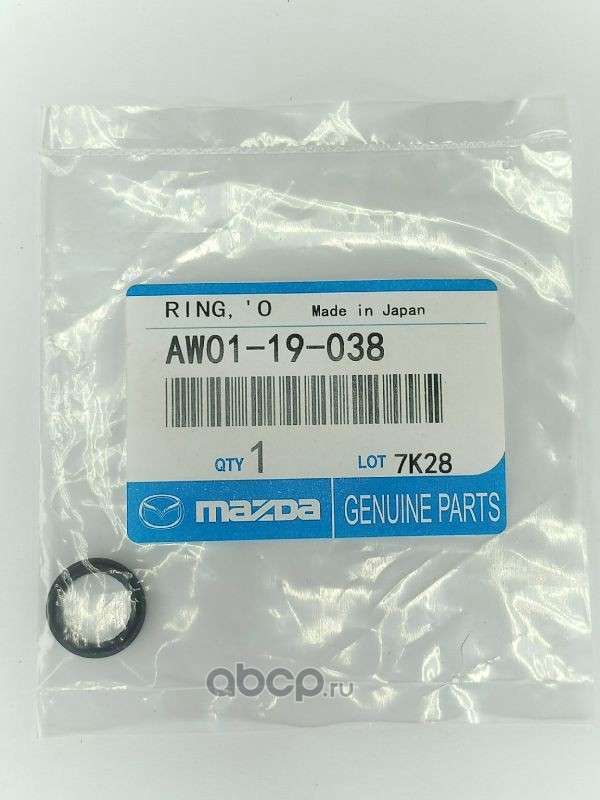 RING, 'O Made in Japan
AW01-19-038
QTY 1 LOT 7K28
mazda GENUINE PARTS
abcp.ru